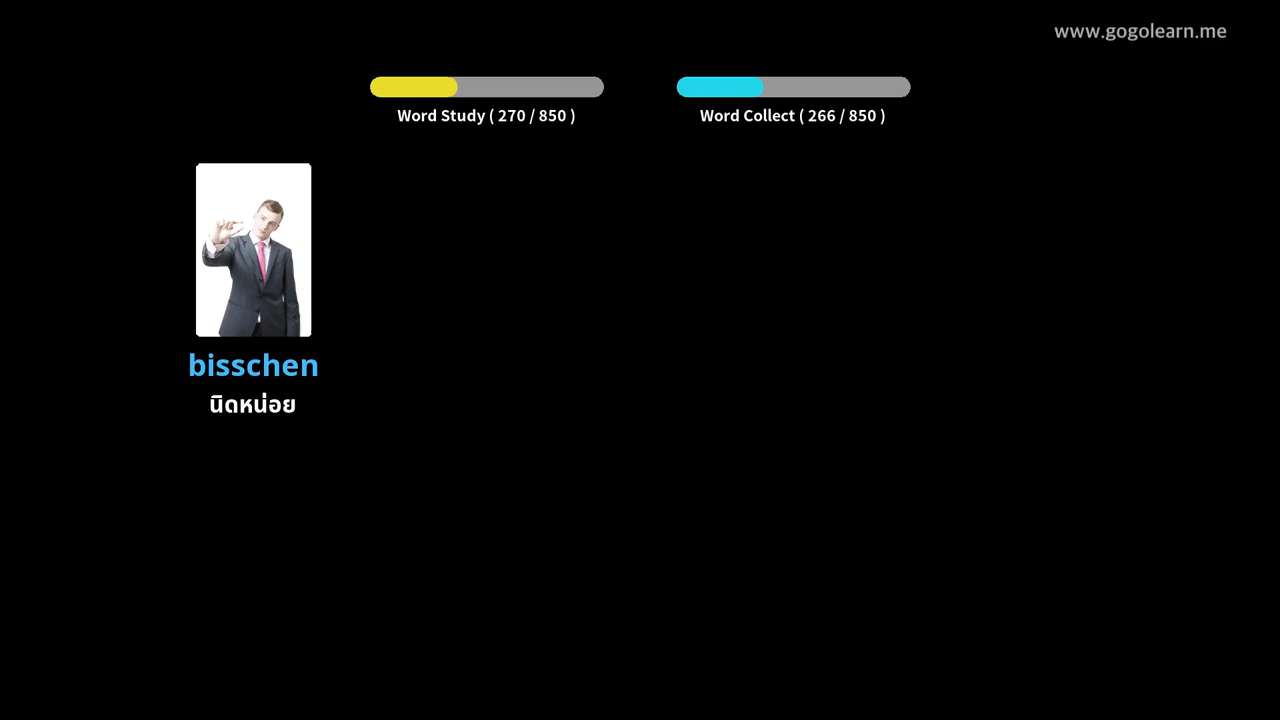 www.gogolearn.me
Word Study ( 270 / 850 )
Word Collect ( 266 / 850 )
bisschen
นิดหน่อย